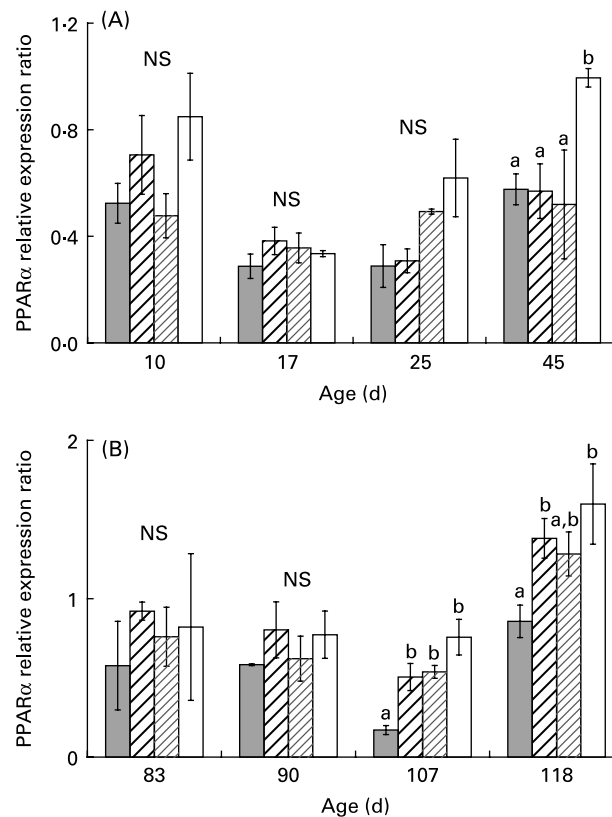 (A)
1·2
0·8
0·4
0·0
PPARα relative expression ratio
NS
NS
NS
a a a b
10 17 25 45
Age (d)
(B)
2
1
0
PPARα relative expression ratio
NS
NS
a b b b
a b a,b b
83 90 107 118
Age (d)